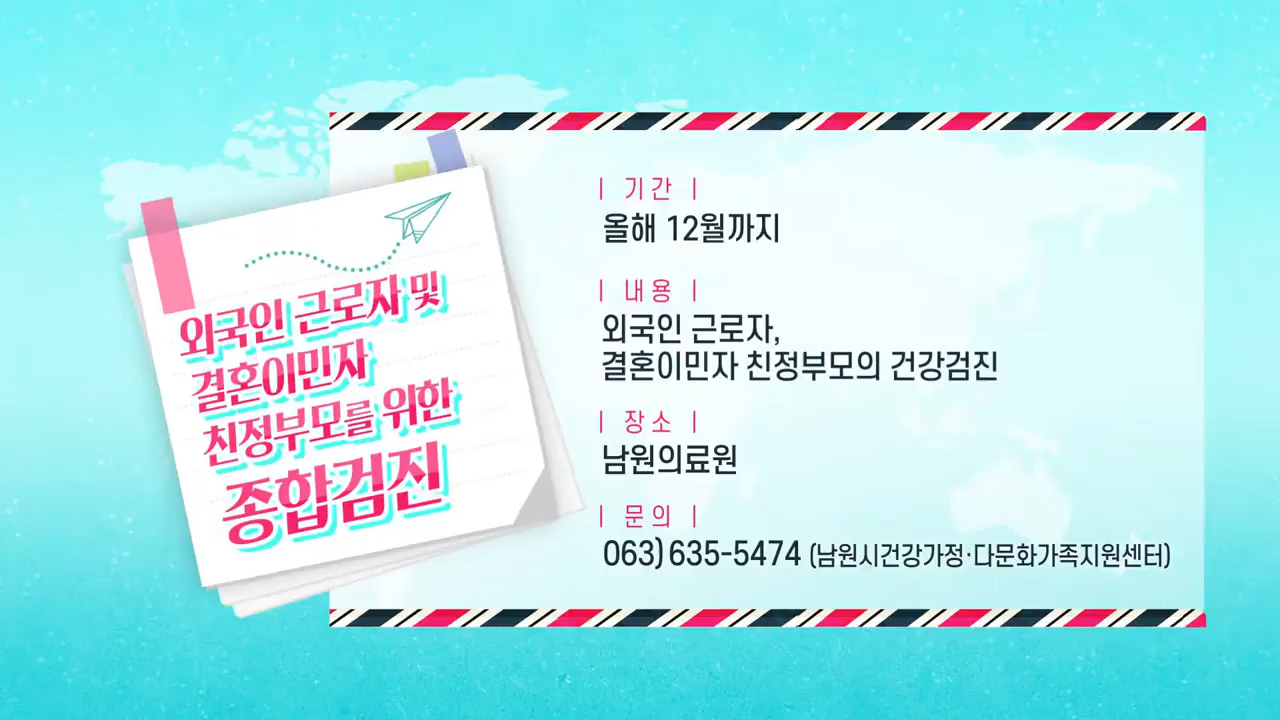 외국인 근로자 및
결혼이민자
친정부모를 위한
종합검진
| 기간 |
올해 12월까지
| 내용 |
외국인 근로자,
결혼이민자 친정부모의 건강검진
| 장소 |
남원의료원
| 문의 |
063) 635-5474 (남원시건강가정·다문화가족지원센터)